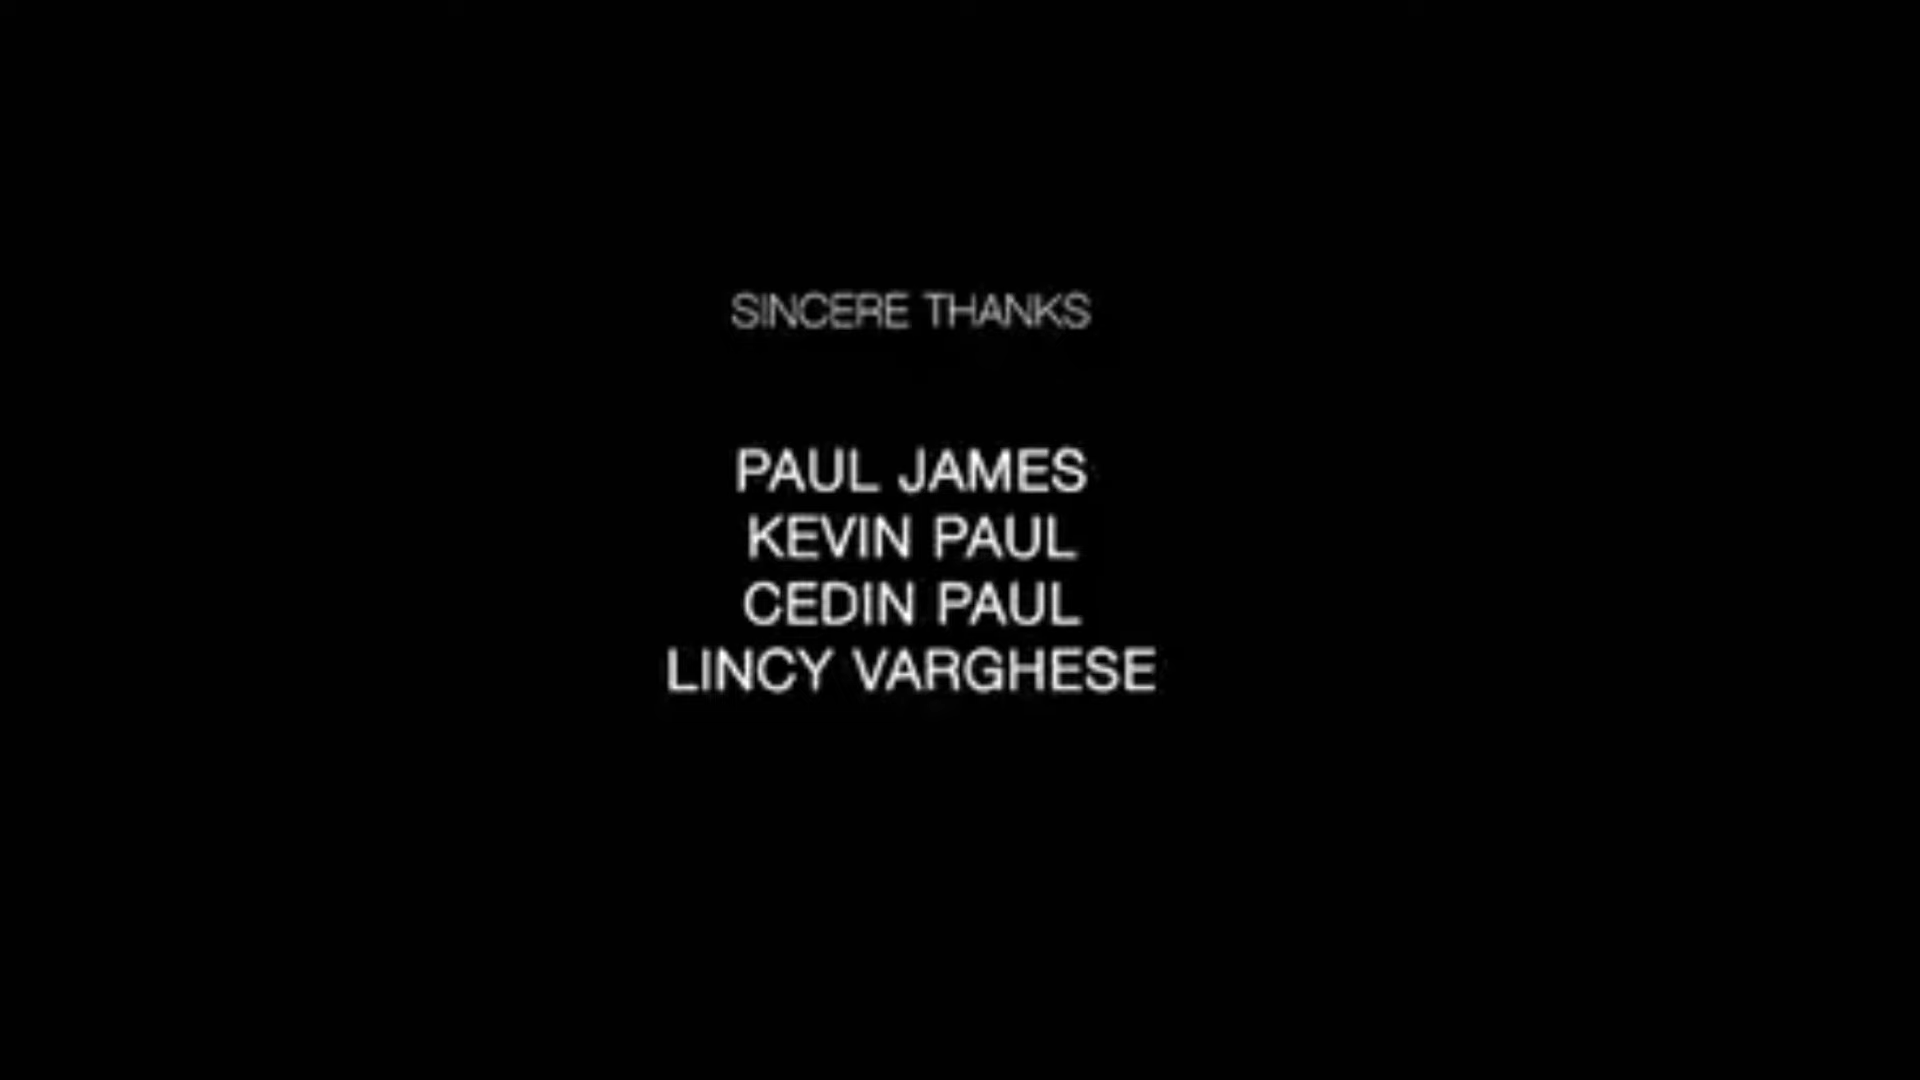 SINCERE THANKS
PAUL JAMES
KEVIN PAUL
CEDIN PAUL
LINCY VARGHESE